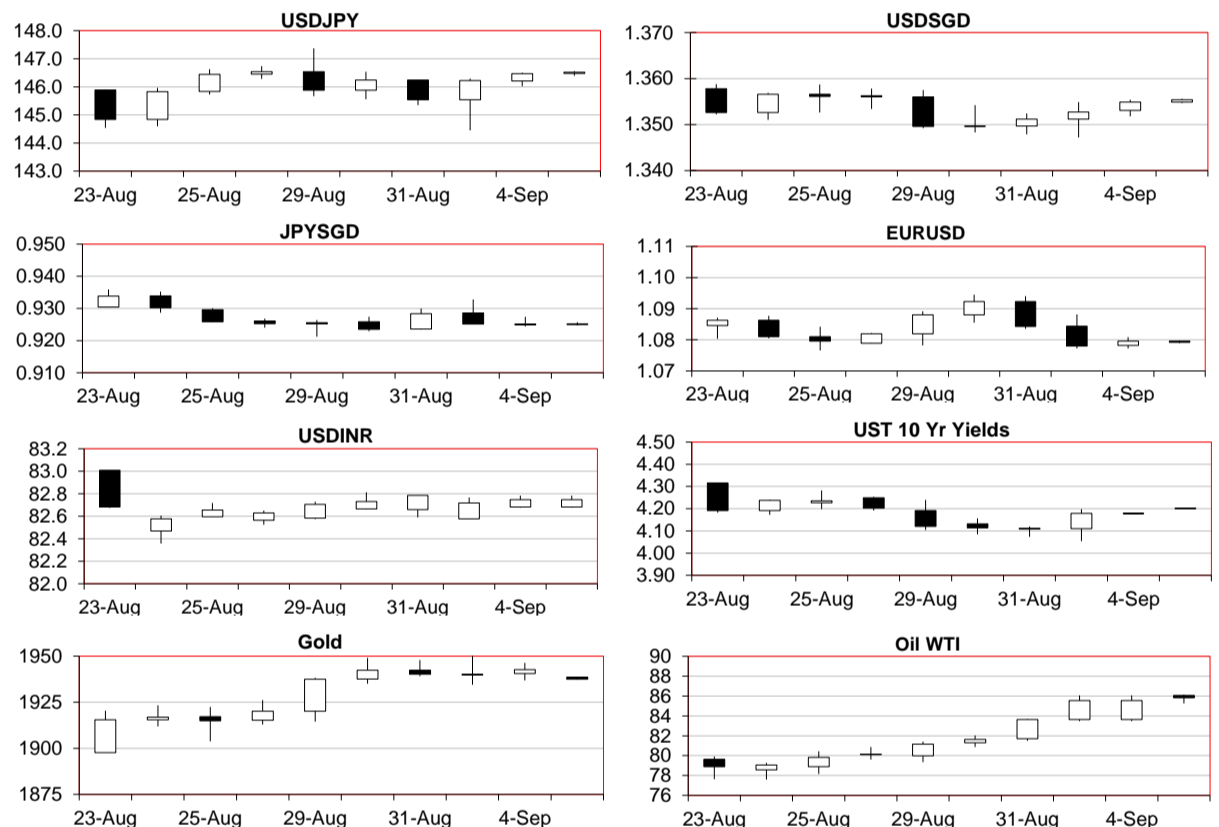 USDJPY
148.0
147.0
146.0
145.0
144.0
143.0
23-Aug 25-Aug 29-Aug 31-Aug 4-Sep
USDSGD
1.370
1.360
1.350
1.340
23-Aug 25-Aug 29-Aug 31-Aug 4-Sep
JPYSGD
0.950
0.940
0.930
0.920
0.910
23-Aug 25-Aug 29-Aug 31-Aug 4-Sep
EURUSD
1.11
1.10
1.09
1.08
1.07
23-Aug 25-Aug 29-Aug 31-Aug 4-Sep
USDINR
83.2
83.0
82.8
82.6
82.4
82.2
82.0
23-Aug 25-Aug 29-Aug 31-Aug 4-Sep
UST 10 Yr Yields
4.50
4.40
4.30
4.20
4.10
4.00
3.90
23-Aug 25-Aug 29-Aug 31-Aug 4-Sep
Gold
1950
1925
1900
1875
23-Aug 25-Aug 29-Aug 31-Aug 4-Sep
Oil WTI
90
88
86
84
82
80
78
76
23-Aug 25-Aug 29-Aug 31-Aug 4-Sep